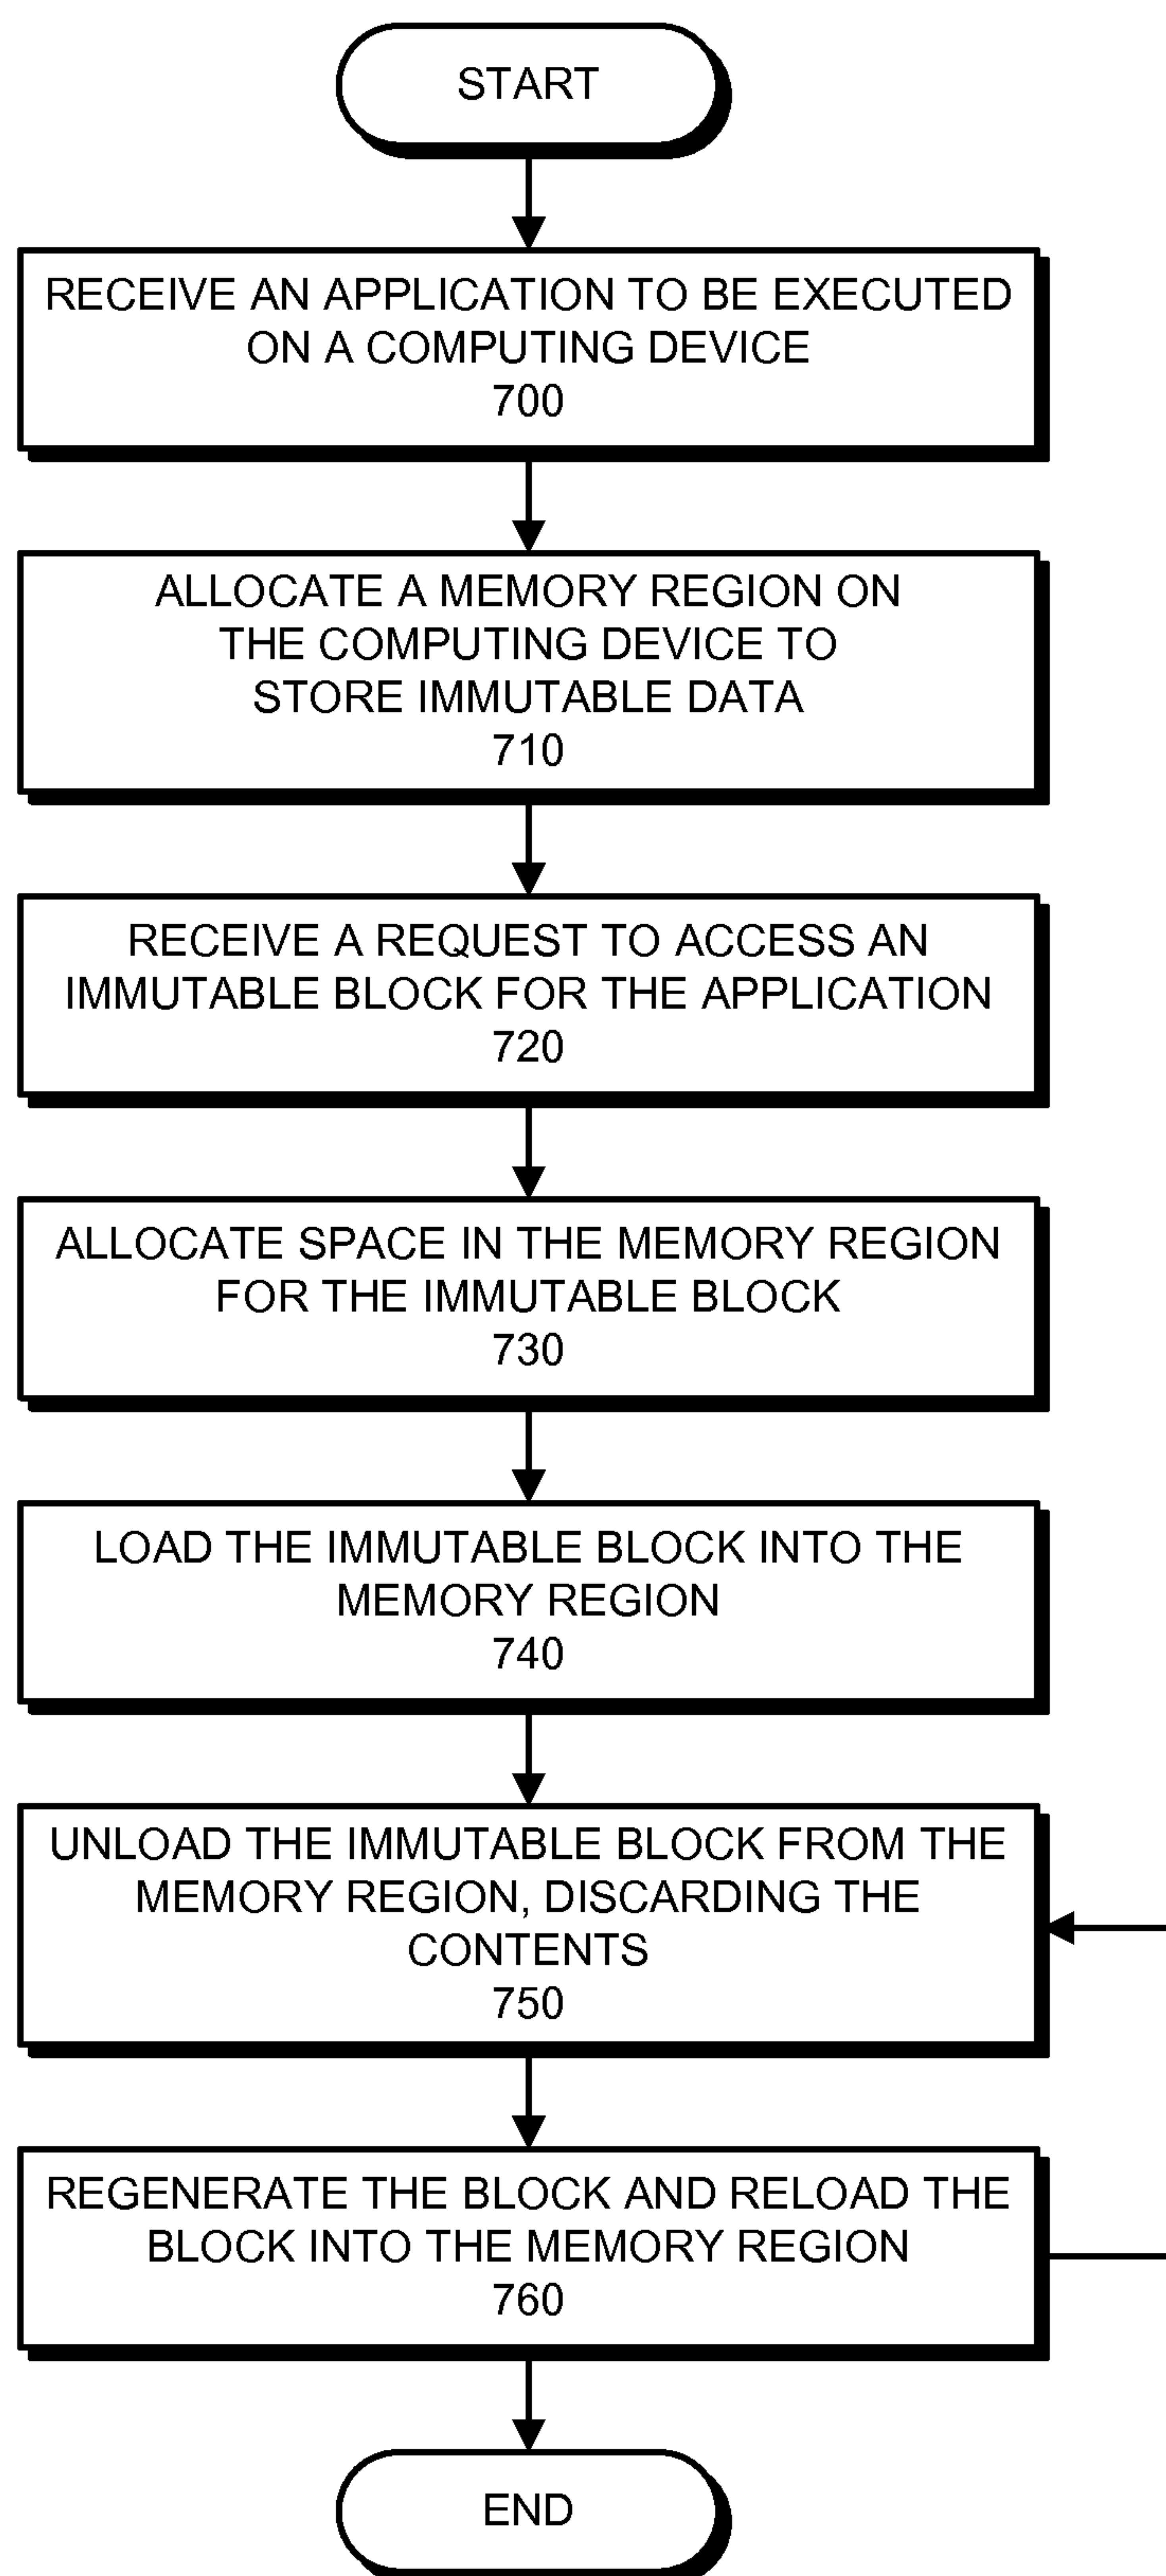 START
RECEIVE AN APPLICATION TO BE EXECUTED
ON A COMPUTING DEVICE
700
ALLOCATE A MEMORY REGION ON
THE COMPUTING DEVICE TO
STORE IMMUTABLE DATA
710
RECEIVE A REQUEST TO ACCESS AN
IMMUTABLE BLOCK FOR THE APPLICATION
720
ALLOCATE SPACE IN THE MEMORY REGION
FOR THE IMMUTABLE BLOCK
730
LOAD THE IMMUTABLE BLOCK INTO THE
MEMORY REGION
740
UNLOAD THE IMMUTABLE BLOCK FROM THE
MEMORY REGION, DISCARDING THE
CONTENTS
750
REGENERATE THE BLOCK AND RELOAD THE
BLOCK INTO THE MEMORY REGION
760
END